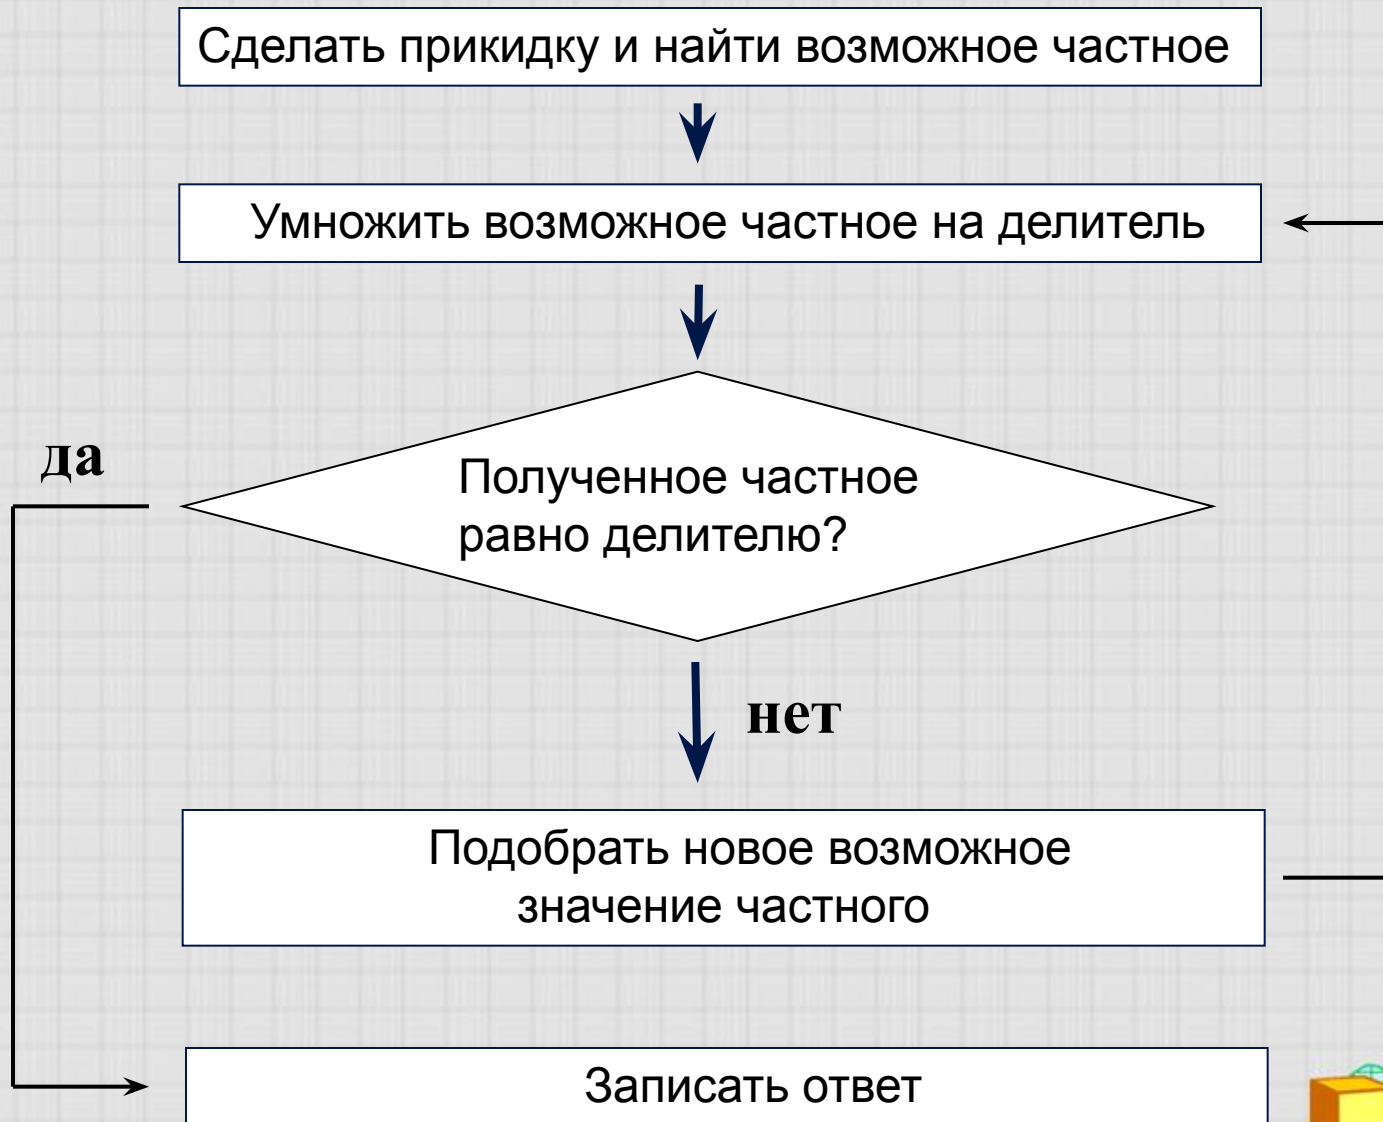 Сделать прикидку и найти возможное частное
Умножить возможное частное на делитель
да
Полученное частное
равно делителю?
нет
Подобрать новое возможное
значение частного
Записать ответ